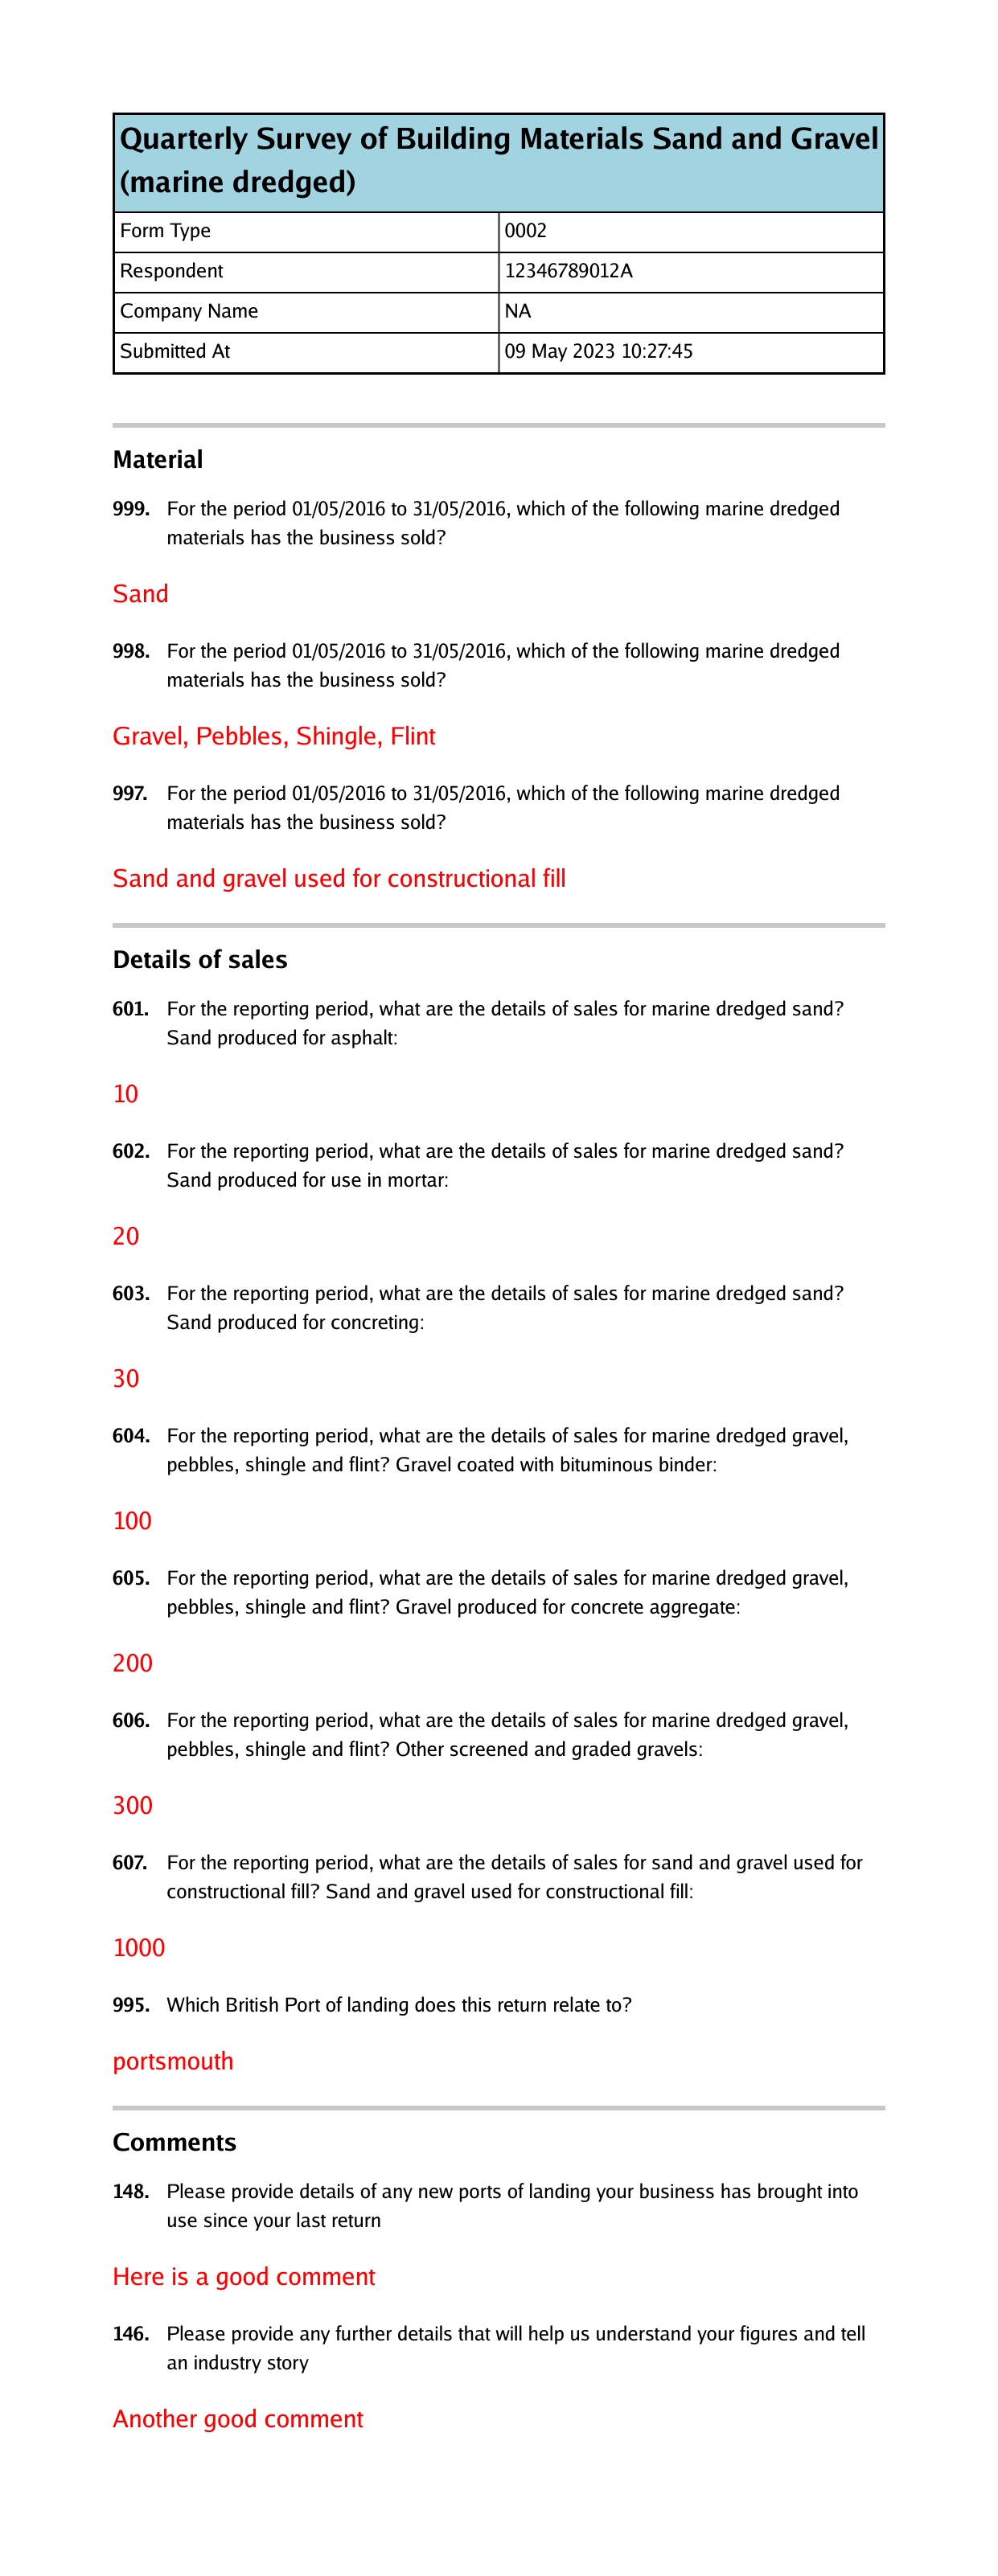 Quarterly Survey of Building Materials Sand and Gravel
(marine dredged)
Form Type 0002
Respondent 12346789012A
Company Name NA
Submitted At 09 May 2023 10:27:45
Material
999. For the period 01/05/2016 to 31/05/2016, which of the following marine dredged
materials has the business sold?
Sand
998. For the period 01/05/2016 to 31/05/2016, which of the following marine dredged
materials has the business sold?
Gravel, Pebbles, Shingle, Flint
997. For the period 01/05/2016 to 31/05/2016, which of the following marine dredged
materials has the business sold?
Sand and gravel used for constructional fill
Details of sales
601. For the reporting period, what are the details of sales for marine dredged sand?
Sand produced for asphalt:
10
602. For the reporting period, what are the details of sales for marine dredged sand?
Sand produced for use in mortar:
20
603. For the reporting period, what are the details of sales for marine dredged sand?
Sand produced for concreting:
30
604. For the reporting period, what are the details of sales for marine dredged gravel,
pebbles, shingle and flint? Gravel coated with bituminous binder:
100
605. For the reporting period, what are the details of sales for marine dredged gravel,
pebbles, shingle and flint? Gravel produced for concrete aggregate:
200
606. For the reporting period, what are the details of sales for marine dredged gravel,
pebbles, shingle and flint? Other screened and graded gravels:
300
607. For the reporting period, what are the details of sales for sand and gravel used for
constructional fill? Sand and gravel used for constructional fill:
1000
995. Which British Port of landing does this return relate to?
portsmouth
Comments
148. Please provide details of any new ports of landing your business has brought into
use since your last return
Here is a good comment
146. Please provide any further details that will help us understand your figures and tell
an industry story
Another good comment